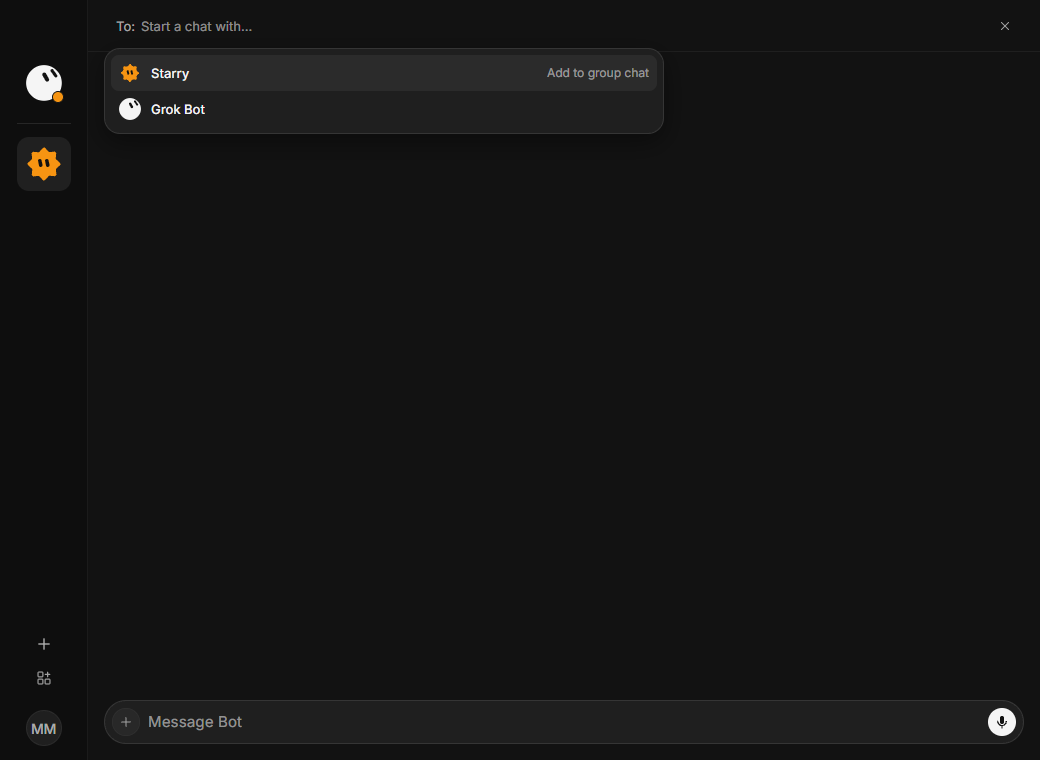 To: Start a chat with...
Starry Add to group chat
Grok Bot
MM
Message Bot